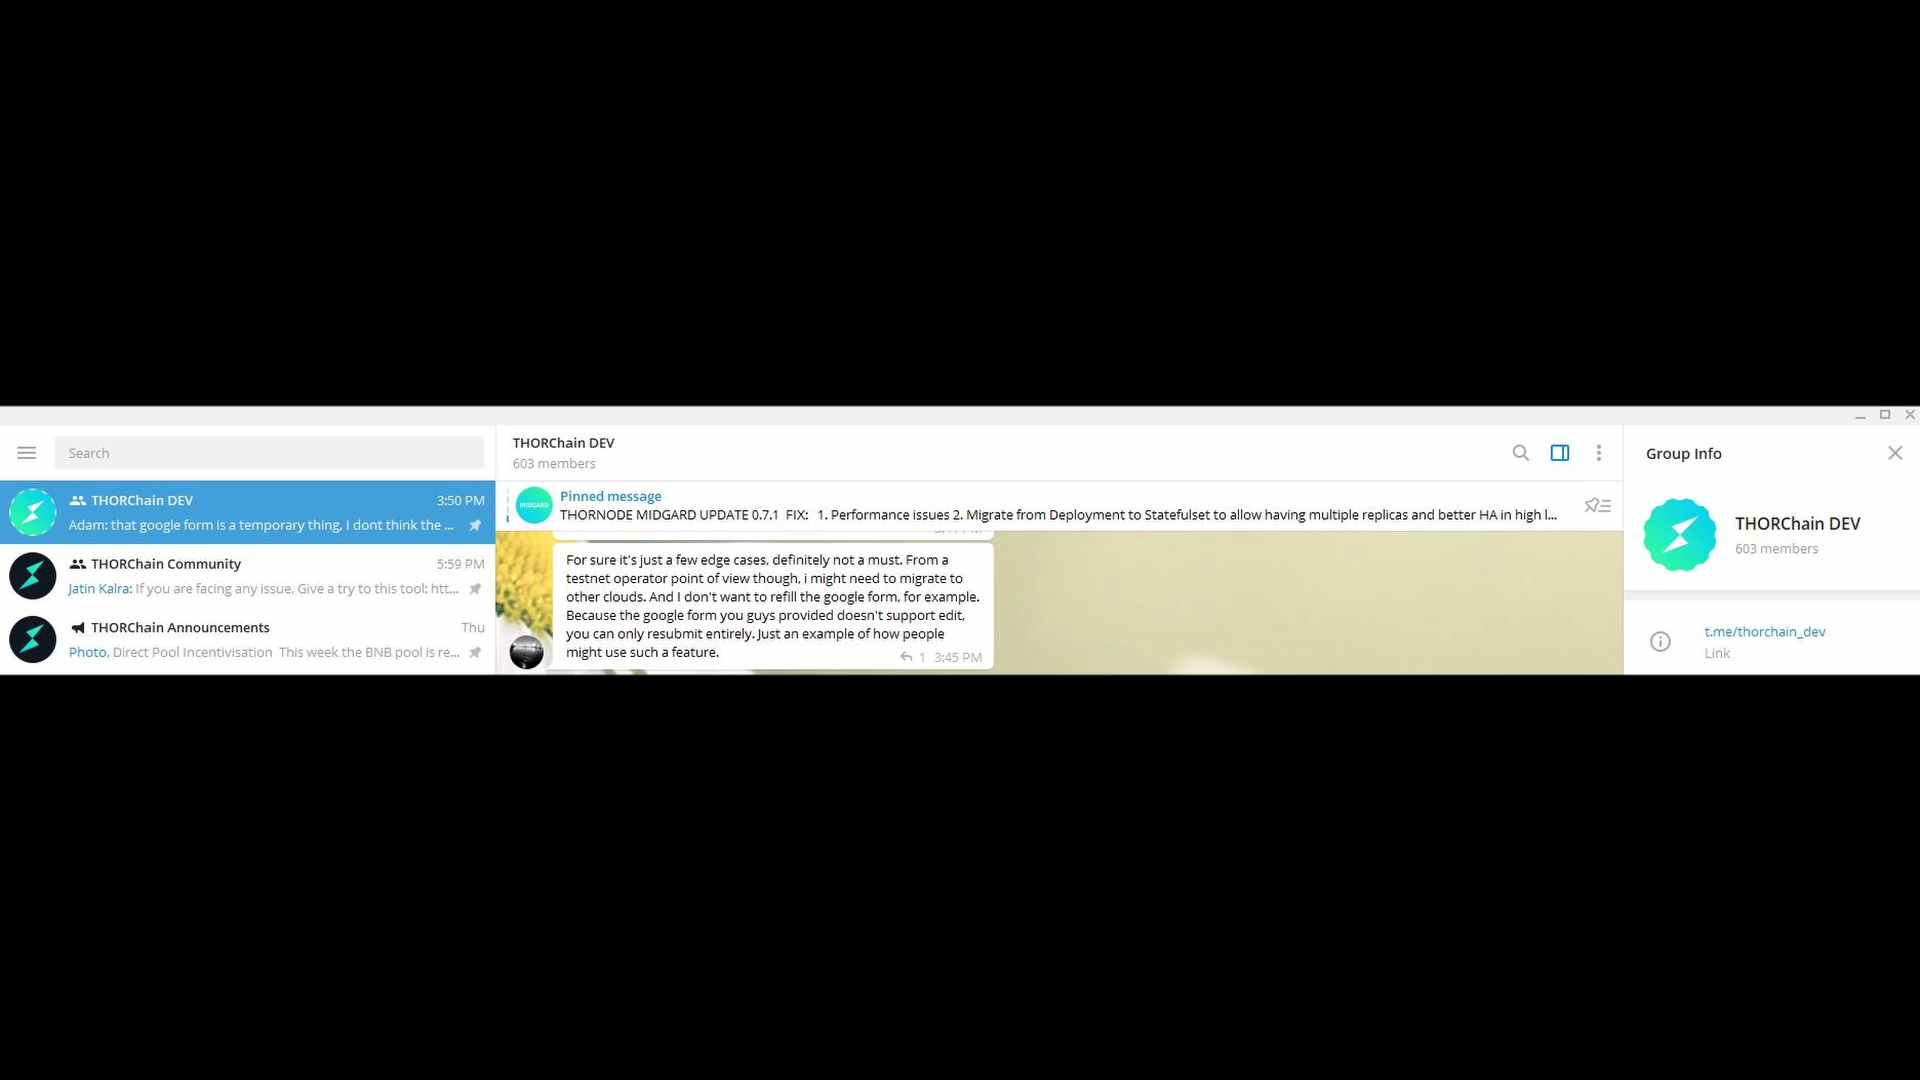 Search
THORChain DEV
3:50 PM
Adam: that google form is a temporary thing, I dont think the ...
THORChain Community
5:59 PM
Jatin Kalra: If you are facing any issue, Give a try to this tool: htt...
THORChain Announcements
Thu
Photo, Direct Pool Incentivisation  This week the BNB pool is re...
THORChain DEV
603 members
MIDGARD
Pinned message
THORNODE MIDGARD UPDATE 0.7.1  FIX:   1. Performance issues 2. Migrate from Deployment to Statefulset to allow having multiple replicas and better HA in high l...
For sure it's just a few edge cases, definitely not a must. From a
testnet operator point of view though, i might need to migrate to
other clouds. And I don't want to refill the google form, for example.
Because the google form you guys provided doesn't support edit,
you can only resubmit entirely. Just an example of how people
might use such a feature.
1  3:45 PM
Group Info
THORChain DEV
603 members
t.me/thorchain_dev
Link